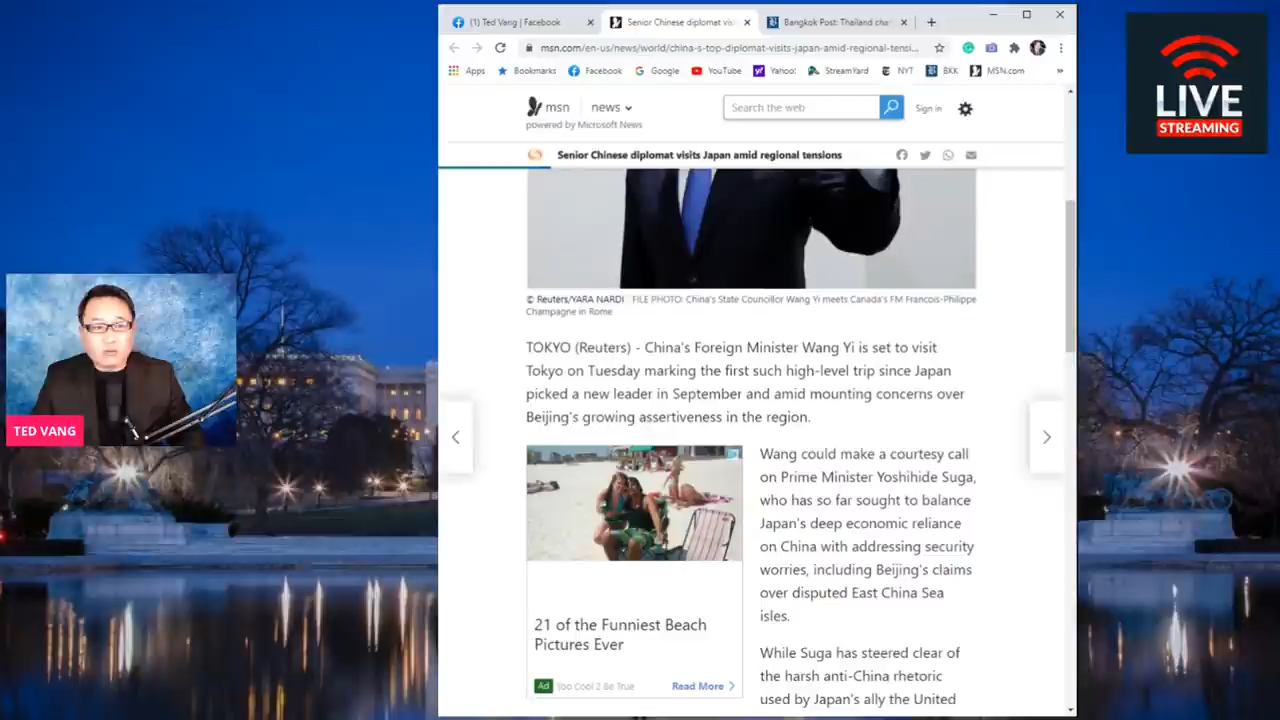 (1) Ted Vang | Facebook
Senior Chinese diplomat vis
Bangkok Post: Thailand cha
msn.com/en-us/news/world/china-s-top-diplomat-visits-japan-amid-regional-tensi...
Apps
Bookmarks
Facebook
Google
YouTube
Yahoo!
StreamYard
NYT
BKK
MSN.com
»
msn
news
Search the web
Sign in
powered by Microsoft News
Senior Chinese diplomat visits Japan amid regional tensions
LIVE
STREAMING
TED VANG
© Reuters/YARA NARDI FILE PHOTO: China's State Councillor Wang Yi meets Canada's FM Francois-Philippe
Champagne in Rome
TOKYO (Reuters) - China's Foreign Minister Wang Yi is set to visit
Tokyo on Tuesday marking the first such high-level trip since Japan
picked a new leader in September and amid mounting concerns over
Beijing's growing assertiveness in the region.
Wang could make a courtesy call
on Prime Minister Yoshihide Suga,
who has so far sought to balance
Japan's deep economic reliance
on China with addressing security
worries, including Beijing's claims
over disputed East China Sea
isles.
21 of the Funniest Beach
Pictures Ever
Ad Too Cool 2 Be True
Read More
While Suga has steered clear of
the harsh anti-China rhetoric
used by Japan's ally the United